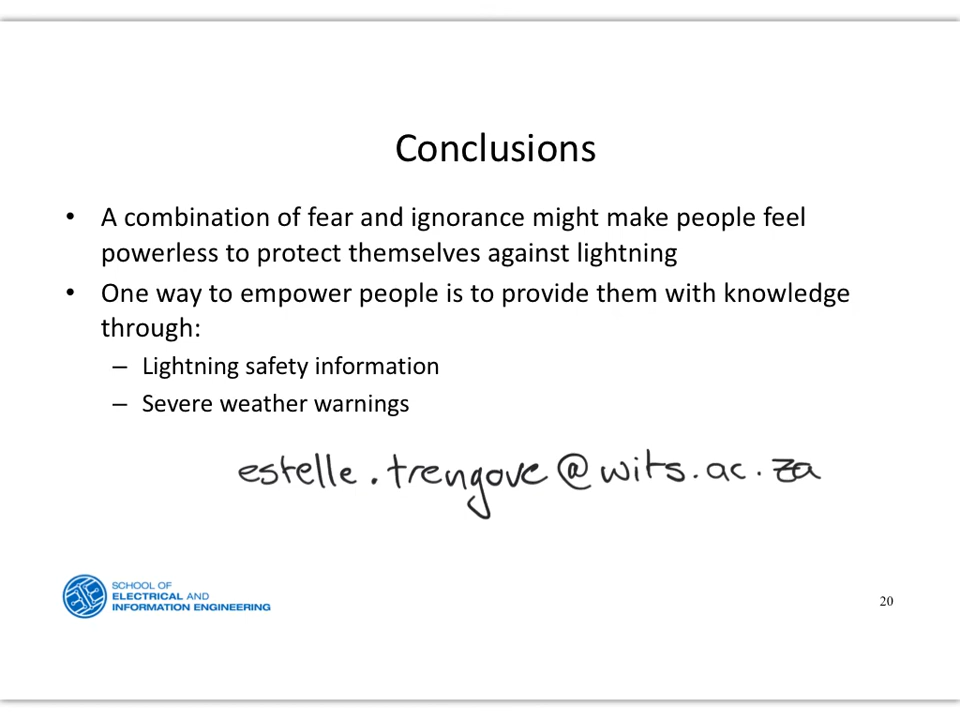 Conclusions
• A combination of fear and ignorance might make people feel
powerless to protect themselves against lightning
• One way to empower people is to provide them with knowledge
through:
– Lightning safety information
– Severe weather warnings
estelle.trengove@wits.ac.za
SCHOOL OF
ELECTRICAL AND
INFORMATION ENGINEERING
20